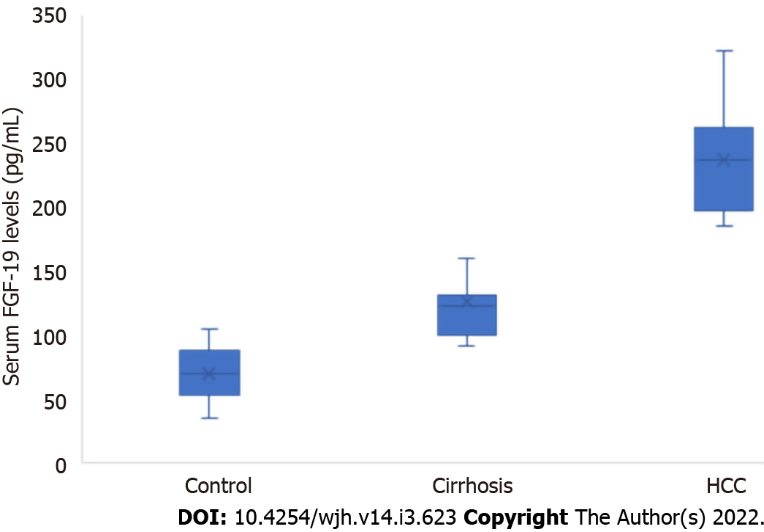 350
300
250
200
150
100
50
0
Serum FGF-19 levels (pg/mL)
Control Cirrhosis HCC
DOI: 10.4254/wjh.v14.i3.623 Copyright The Author(s) 2022.